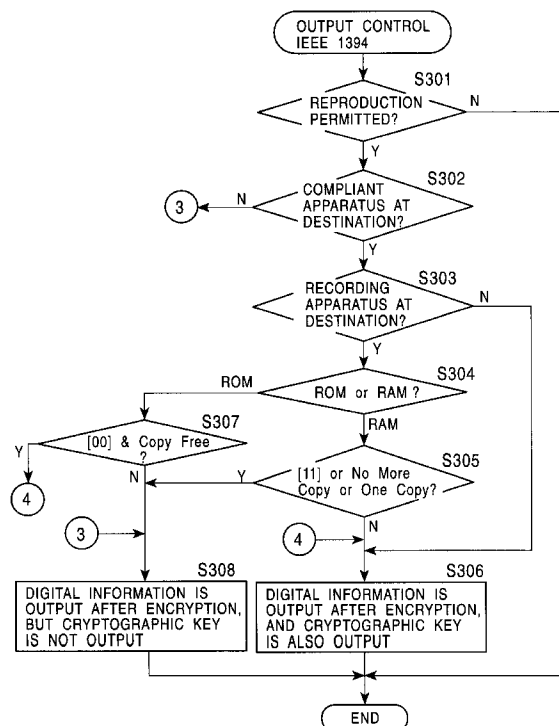 OUTPUT CONTROL
IEEE 1394
S301
REPRODUCTION
PERMITTED?
N
Y
S302
COMPLIANT
APPARATUS AT
DESTINATION?
N
3
Y
S303
RECORDING
APPARATUS AT
DESTINATION?
N
Y
S304
ROM or RAM ?
ROM
RAM
S307
[00] & Copy Free
?
Y
N
4
S305
[11] or No More
Copy or One Copy?
Y
N
3
4
S308
DIGITAL INFORMATION IS
OUTPUT AFTER ENCRYPTION,
BUT CRYPTOGRAPHIC KEY
IS NOT OUTPUT
S306
DIGITAL INFORMATION IS
OUTPUT AFTER ENCRYPTION,
AND CRYPTOGRAPHIC KEY
IS ALSO OUTPUT
END